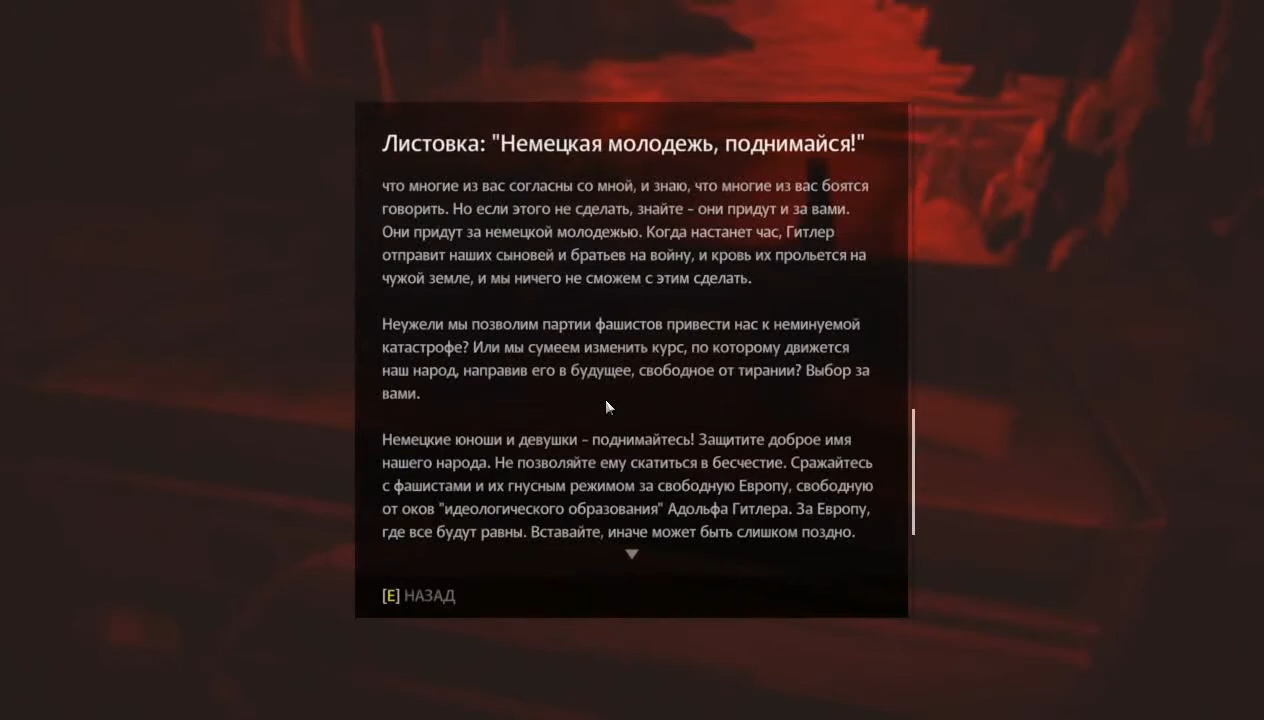 Листовка: "Немецкая молодежь, поднимайся!"
что многие из вас согласны со мной, и знаю, что многие из вас боятся
говорить. Но если этого не сделать, знайте - они придут и за вами.
Они придут за немецкой молодежью. Когда настанет час, Гитлер
отправит наших сыновей и братьев на войну, и кровь их прольется на
чужой земле, и мы ничего не сможем с этим сделать.
Неужели мы позволим партии фашистов привести нас к неминуемой
катастрофе? Или мы сумеем изменить курс, по которому движется
наш народ, направив его в будущее, свободное от тирании? Выбор за
вами.
Немецкие юноши и девушки - поднимайтесь! Защитите доброе имя
нашего народа. Не позволяйте ему скатиться в бесчестие. Сражайтесь
с фашистами и их гнусным режимом за свободную Европу, свободную
от оков "идеологического образования" Адольфа Гитлера. За Европу,
где все будут равны. Вставайте, иначе может быть слишком поздно.
[E] НАЗАД